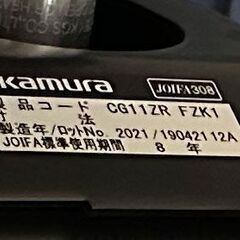 kamura
JOIFA308
製品コード CG11ZR FZK1
寸 法
製造年/ロットNo. 2021/19042112A
JOIFA標準使用期間 8 年